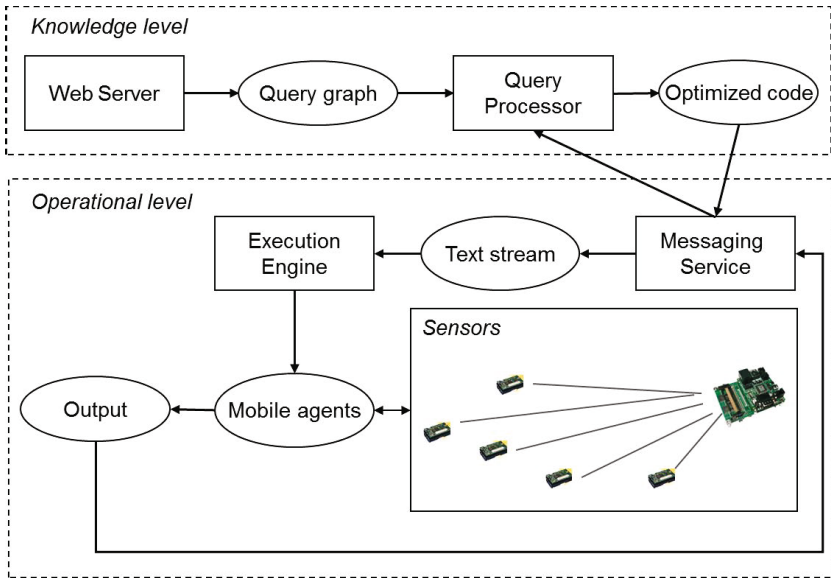 Knowledge level
Web Server
Query graph
Query
Processor
Optimized code
Operational level
Execution
Engine
Text stream
Messaging
Service
Sensors
Output
Mobile agents